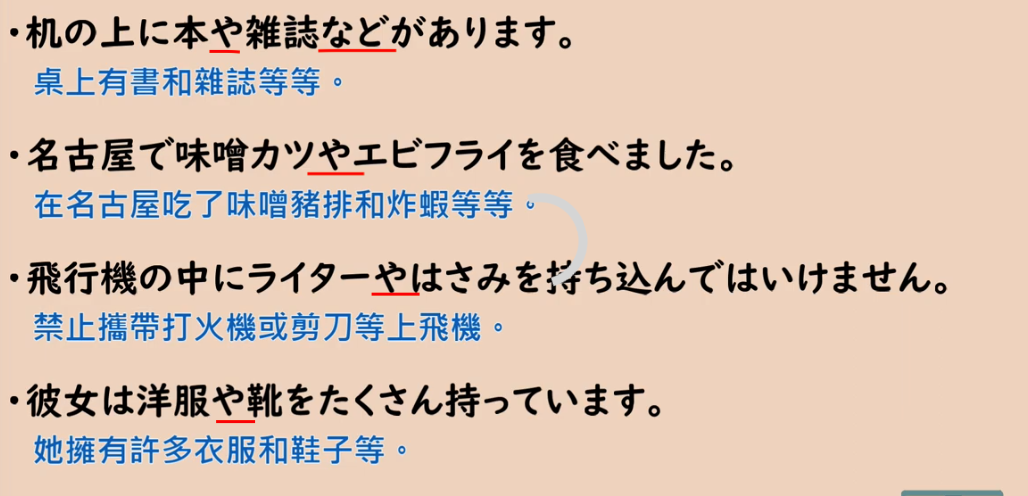 ・机の上に本や雑誌などがあります。
桌上有書和雜誌等等。
・名古屋で味噌カツやエビフライを食べました。
在名古屋吃了味噌豬排和炸蝦等等。
・飛行機の中にライターやはさみを持ち込んではいけません。
禁止攜帶打火機或剪刀等上飛機。
・彼女は洋服や靴をたくさん持っています。
她擁有許多衣服和鞋子等。